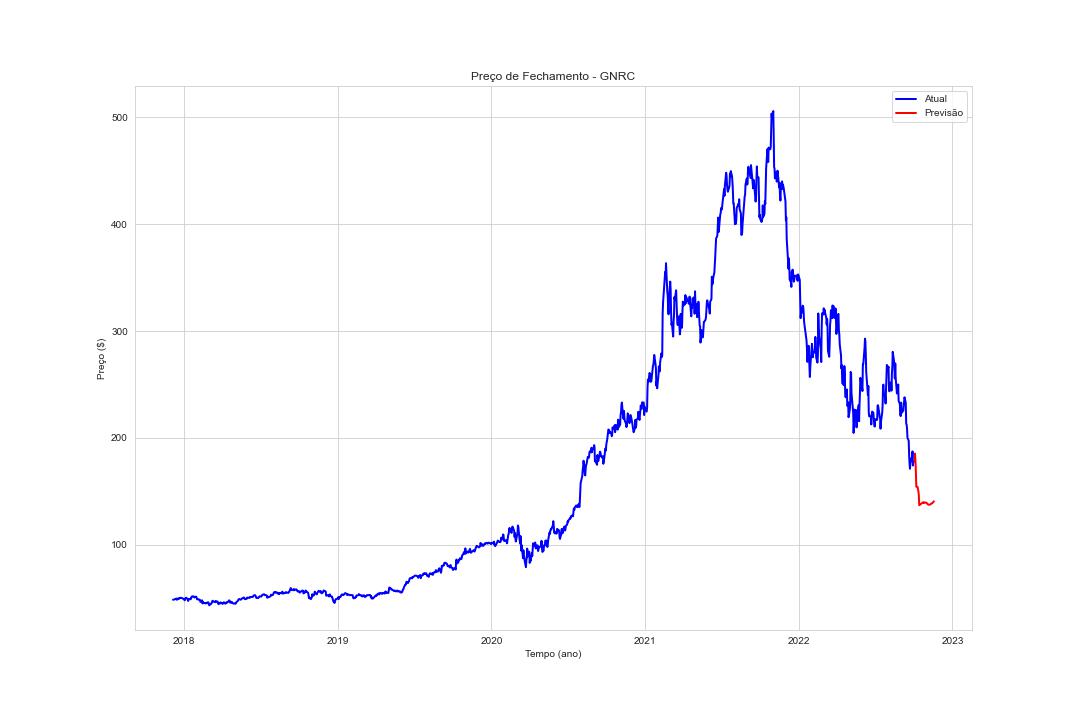 Preço de Fechamento - GNRC
Atual
Previsão
500
400
300
200
100
Preço ($)
2018
2019
2020
2021
2022
2023
Tempo (ano)